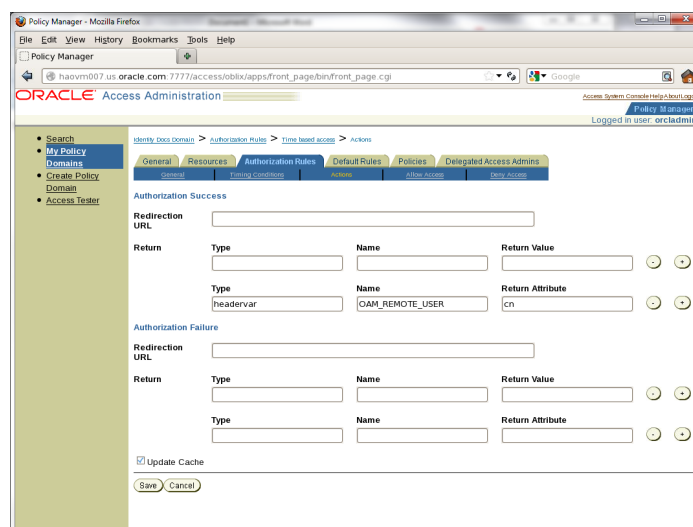 Policy Manager - Mozilla Firefox
File Edit View History Bookmarks Tools Help
Policy Manager
haovm007.us.oracle.com:7777/access/oblix/apps/front_page/bin/front_page.cgi
Google
ORACLE Access Administration
Access System Console Help About Logo
Policy Manager
Logged in user: orcladmin
Search
My Policy
Domains
Create Policy
Domain
Access Tester
Identity Docs Domain > Authorization Rules > Time based access > Actions
General Resources Authorization Rules Default Rules Policies Delegated Access Admins
General Timing Conditions Actions Allow Access Deny Access
Authorization Success
Redirection
URL
Return Type Name Return Value
- +
Type Name Return Attribute
headervar OAM_REMOTE_USER cn - +
Authorization Failure
Redirection
URL
Return Type Name Return Value
- +
Type Name Return Attribute
- +
Update Cache
Save Cancel